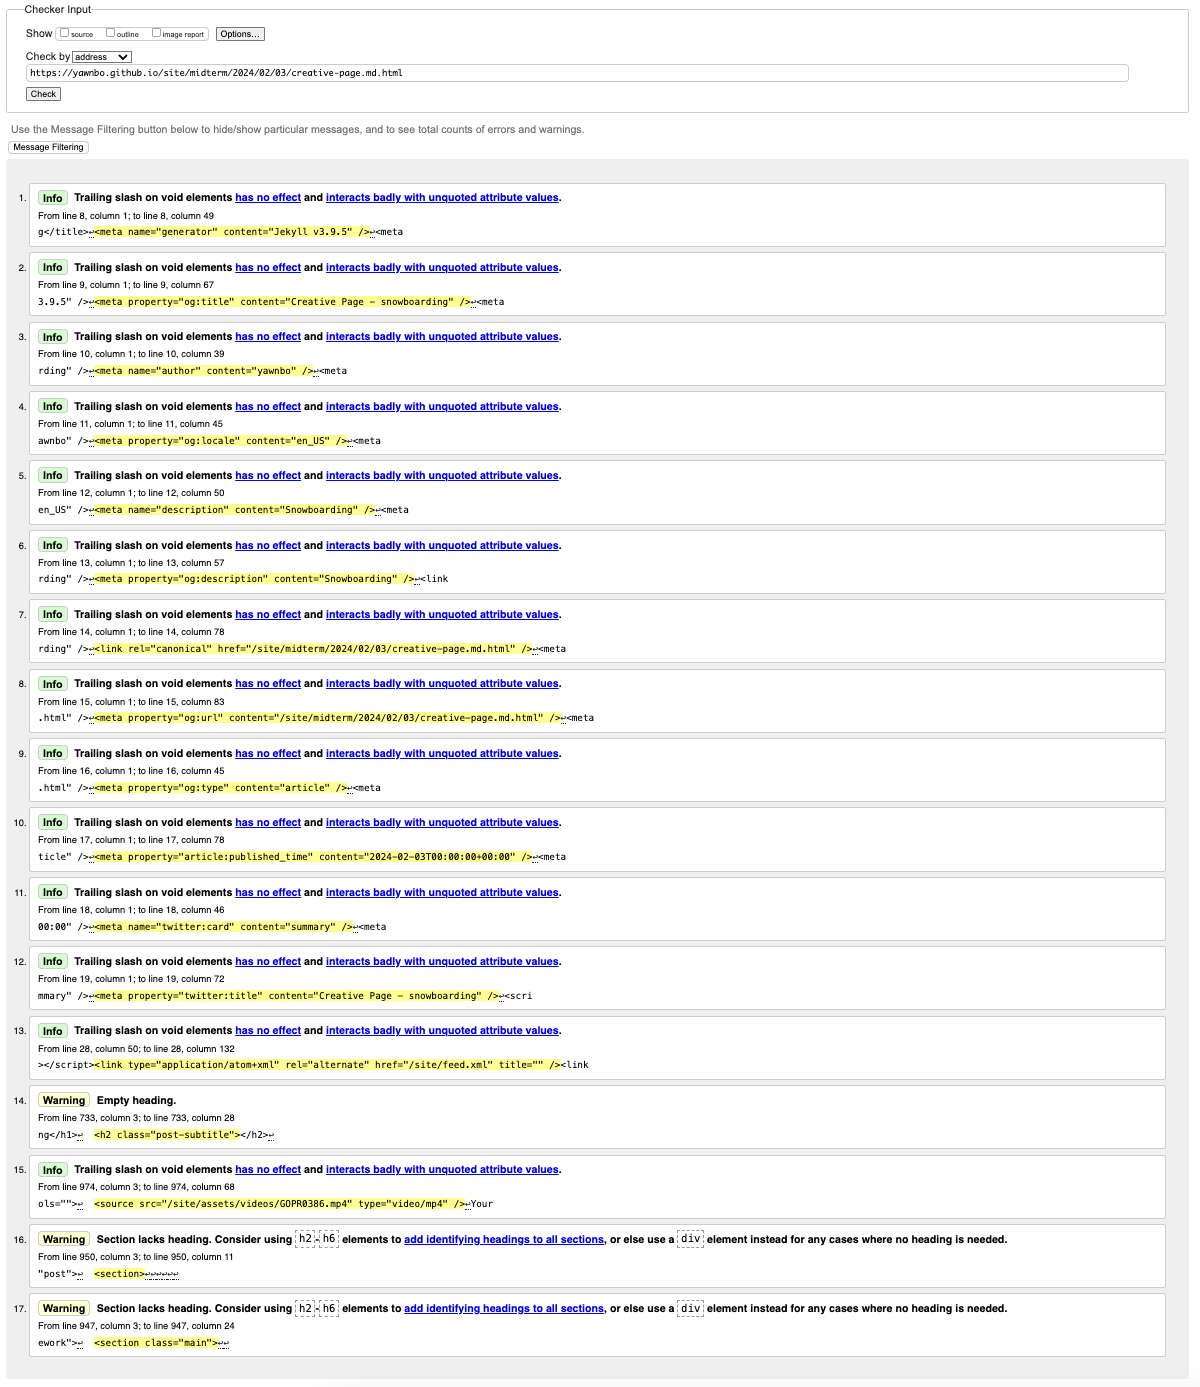 Checker Input
Show source outline image report Options...
Check by address
https://yawnbo.github.io/site/midterm/2024/02/03/creative-page.md.html
Check
Use the Message Filtering button below to hide/show particular messages, and to see total counts of errors and warnings.
Message Filtering
1. Info Trailing slash on void elements has no effect and interacts badly with unquoted attribute values.
From line 8, column 1; to line 8, column 49
g</title>↩<meta name="generator" content="Jekyll v3.9.5" />↩<meta
2. Info Trailing slash on void elements has no effect and interacts badly with unquoted attribute values.
From line 9, column 1; to line 9, column 67
3.9.5" />↩<meta property="og:title" content="Creative Page – snowboarding" />↩<meta
3. Info Trailing slash on void elements has no effect and interacts badly with unquoted attribute values.
From line 10, column 1; to line 10, column 39
rding" />↩<meta name="author" content="yawnbo" />↩<meta
4. Info Trailing slash on void elements has no effect and interacts badly with unquoted attribute values.
From line 11, column 1; to line 11, column 45
awnbo" />↩<meta property="og:locale" content="en_US" />↩<meta
5. Info Trailing slash on void elements has no effect and interacts badly with unquoted attribute values.
From line 12, column 1; to line 12, column 50
en_US" />↩<meta name="description" content="Snowboarding" />↩<meta
6. Info Trailing slash on void elements has no effect and interacts badly with unquoted attribute values.
From line 13, column 1; to line 13, column 57
rding" />↩<meta property="og:description" content="Snowboarding" />↩<link
7. Info Trailing slash on void elements has no effect and interacts badly with unquoted attribute values.
From line 14, column 1; to line 14, column 78
rding" />↩<link rel="canonical" href="/site/midterm/2024/02/03/creative-page.md.html" />↩<meta
8. Info Trailing slash on void elements has no effect and interacts badly with unquoted attribute values.
From line 15, column 1; to line 15, column 83
.html" />↩<meta property="og:url" content="/site/midterm/2024/02/03/creative-page.md.html" />↩<meta
9. Info Trailing slash on void elements has no effect and interacts badly with unquoted attribute values.
From line 16, column 1; to line 16, column 45
.html" />↩<meta property="og:type" content="article" />↩<meta
10. Info Trailing slash on void elements has no effect and interacts badly with unquoted attribute values.
From line 17, column 1; to line 17, column 78
ticle" />↩<meta property="article:published_time" content="2024-02-03T00:00:00+00:00" />↩<meta
11. Info Trailing slash on void elements has no effect and interacts badly with unquoted attribute values.
From line 18, column 1; to line 18, column 46
00:00" />↩<meta name="twitter:card" content="summary" />↩<meta
12. Info Trailing slash on void elements has no effect and interacts badly with unquoted attribute values.
From line 19, column 1; to line 19, column 72
mmary" />↩<meta property="twitter:title" content="Creative Page – snowboarding" />↩<scri
13. Info Trailing slash on void elements has no effect and interacts badly with unquoted attribute values.
From line 28, column 50; to line 28, column 132
></script><link type="application/atom+xml" rel="alternate" href="/site/feed.xml" title="" /><link
14. Warning Empty heading.
From line 733, column 3; to line 733, column 28
ng</h1>↩ <h2 class="post-subtitle"></h2>↩
15. Info Trailing slash on void elements has no effect and interacts badly with unquoted attribute values.
From line 974, column 3; to line 974, column 68
ols="">↩ <source src="/site/assets/videos/GOPR0386.mp4" type="video/mp4" />↩Your
16. Warning Section lacks heading. Consider using h2-h6 elements to add identifying headings to all sections, or else use a div element instead for any cases where no heading is needed.
From line 950, column 3; to line 950, column 11
"post">↩ <section>↩↩↩↩↩↩
17. Warning Section lacks heading. Consider using h2-h6 elements to add identifying headings to all sections, or else use a div element instead for any cases where no heading is needed.
From line 947, column 3; to line 947, column 24
ework">↩ <section class="main">↩↩